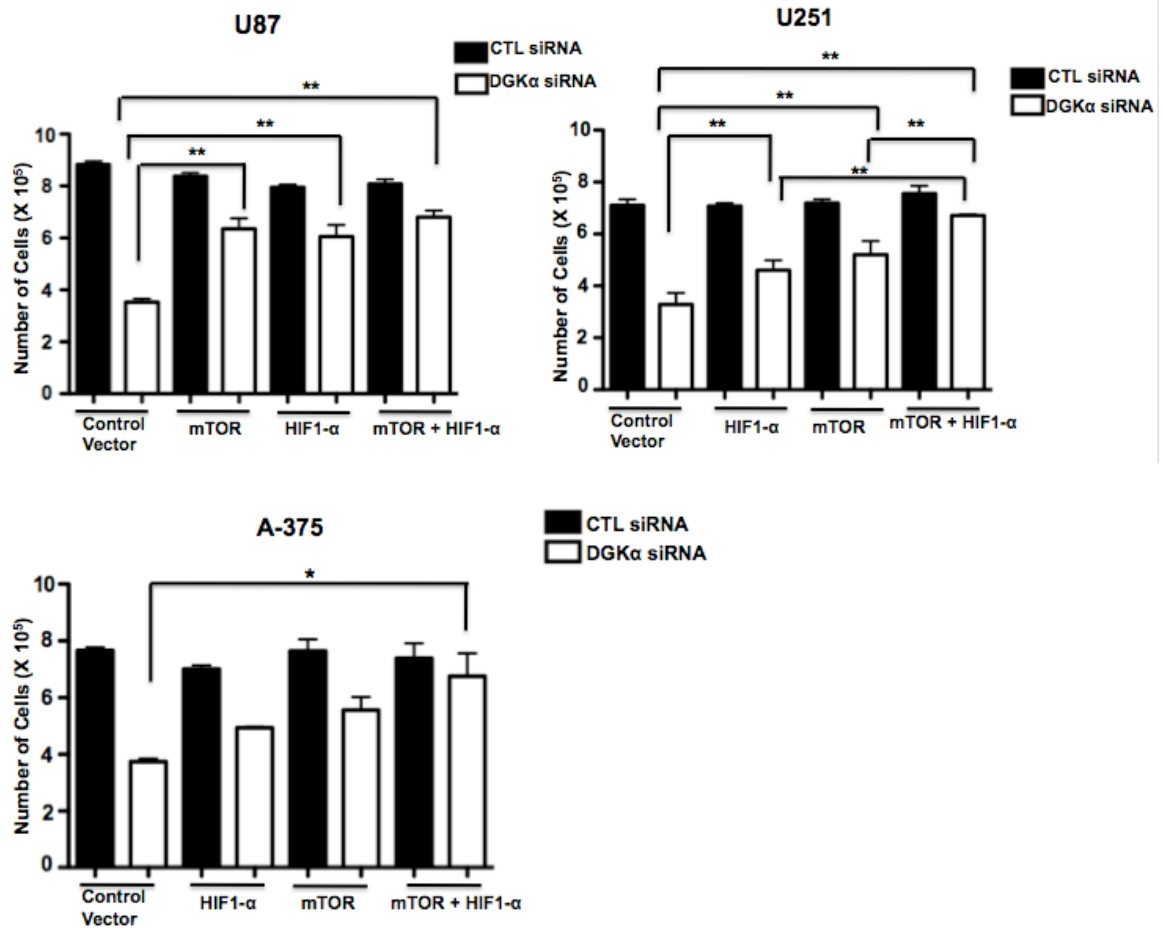 U87
CTL siRNA
DGKα siRNA
**
**
**
Number of Cells (X 10⁵)
10
8
6
4
2
0
Control
Vector
mTOR
HIF1-α
mTOR + HIF1-α
U251
CTL siRNA
DGKα siRNA
**
**
**
**
**
Number of Cells (X 10⁵)
10
8
6
4
2
0
Control
Vector
HIF1-α
mTOR
mTOR + HIF1-α
A-375
CTL siRNA
DGKα siRNA
*
Number of Cells (X 10⁵)
10
8
6
4
2
0
Control
Vector
HIF1-α
mTOR
mTOR + HIF1-α